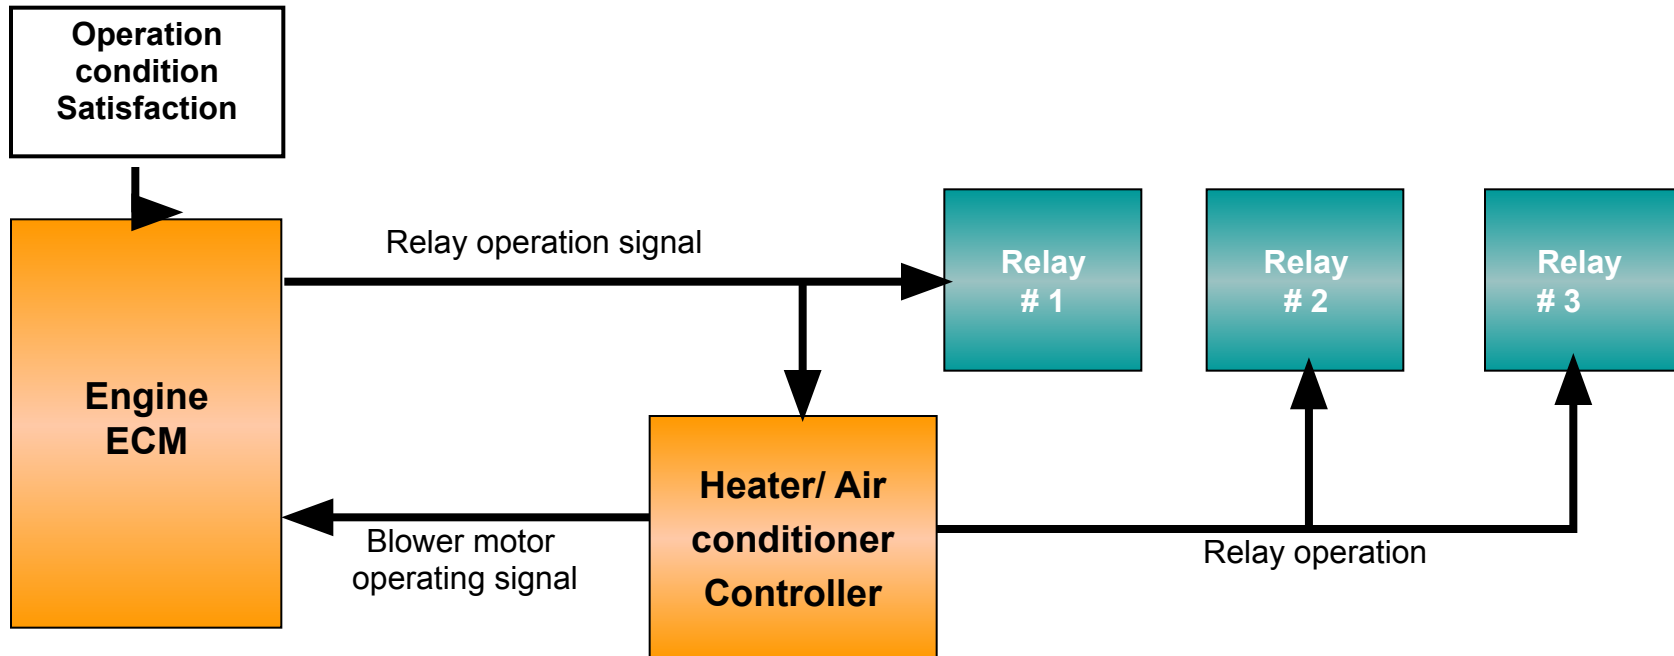 Operation
condition
Satisfaction
Relay operation signal
Relay
# 1
Relay
# 2
Relay
# 3
Engine
ECM
Heater/ Air
conditioner
Controller
Blower motor
operating signal
Relay operation